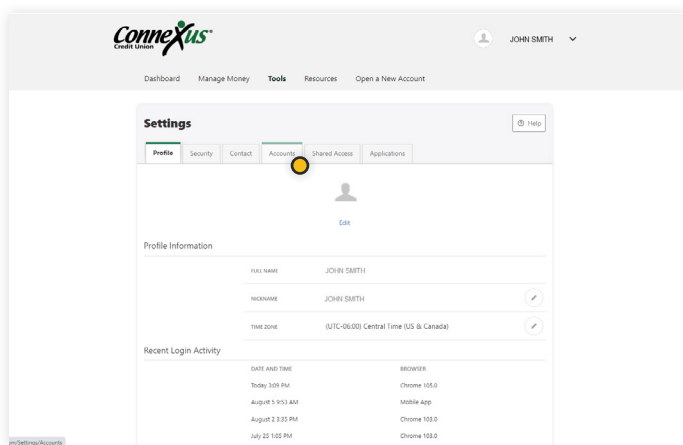 Connexus®
Credit Union
JOHN SMITH
Dashboard Manage Money Tools Resources Open a New Account
Settings
Help
Profile Security Contact Accounts Shared Access Applications
Edit
Profile Information
FULL NAME JOHN SMITH
NICKNAME JOHN SMITH
TIME ZONE (UTC-06:00) Central Time (US & Canada)
Recent Login Activity
DATE AND TIME BROWSER
Today 3:09 PM Chrome 105.0
August 5 9:53 AM Mobile App
August 2 3:35 PM Chrome 103.0
July 25 1:05 PM Chrome 103.0
om/Settings/Accounts